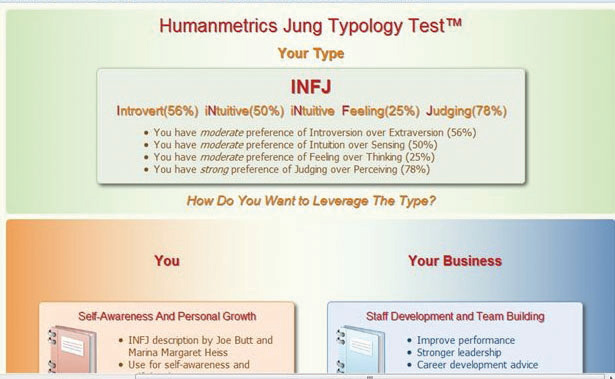 Humanmetrics Jung Typology Test™
Your Type
INFJ
Introvert(56%) iNtuitive(50%) iNtuitive Feeling(25%) Judging(78%)
• You have moderate preference of Introversion over Extraversion (56%)
• You have moderate preference of Intuition over Sensing (50%)
• You have moderate preference of Feeling over Thinking (25%)
• You have strong preference of Judging over Perceiving (78%)
How Do You Want to Leverage The Type?
You
Self-Awareness And Personal Growth
• INFJ description by Joe Butt and
Marina Margaret Heiss
• Use for self-awareness and
Your Business
Staff Development and Team Building
• Improve performance
• Stronger leadership
• Career development advice